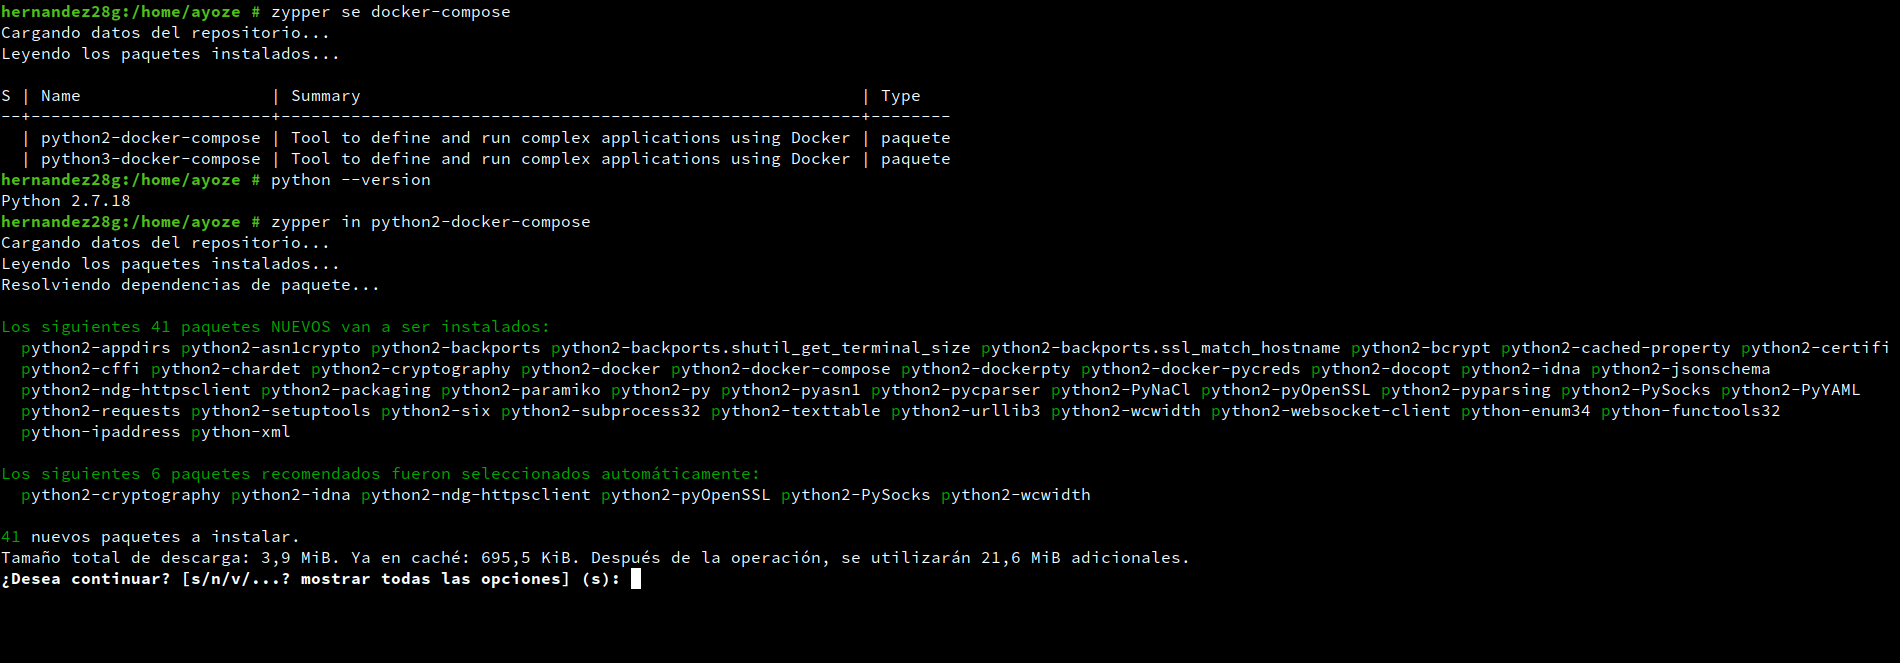 hernandez28g:/home/ayoze # zypper se docker-compose
Cargando datos del repositorio...
Leyendo los paquetes instalados...
S | Name                   | Summary                                                  | Type
--+------------------------+----------------------------------------------------------+--------
  | python2-docker-compose | Tool to define and run complex applications using Docker | paquete
  | python3-docker-compose | Tool to define and run complex applications using Docker | paquete
hernandez28g:/home/ayoze # python --version
Python 2.7.18
hernandez28g:/home/ayoze # zypper in python2-docker-compose
Cargando datos del repositorio...
Leyendo los paquetes instalados...
Resolviendo dependencias de paquete...
Los siguientes 41 paquetes NUEVOS van a ser instalados:
  python2-appdirs python2-asn1crypto python2-backports python2-backports.shutil_get_terminal_size python2-backports.ssl_match_hostname python2-bcrypt python2-cached-property python2-certifi
  python2-cffi python2-chardet python2-cryptography python2-docker python2-docker-compose python2-dockerpty python2-docker-pycreds python2-docopt python2-idna python2-jsonschema
  python2-ndg-httpsclient python2-packaging python2-paramiko python2-py python2-pyasn1 python2-pycparser python2-PyNaCl python2-pyOpenSSL python2-pyparsing python2-PySocks python2-PyYAML
  python2-requests python2-setuptools python2-six python2-subprocess32 python2-texttable python2-urllib3 python2-wcwidth python2-websocket-client python-enum34 python-functools32
  python-ipaddress python-xml
Los siguientes 6 paquetes recomendados fueron seleccionados automáticamente:
  python2-cryptography python2-idna python2-ndg-httpsclient python2-pyOpenSSL python2-PySocks python2-wcwidth
41 nuevos paquetes a instalar.
Tamaño total de descarga: 3,9 MiB. Ya en caché: 695,5 KiB. Después de la operación, se utilizarán 21,6 MiB adicionales.
¿Desea continuar? [s/n/v/...? mostrar todas las opciones] (s):